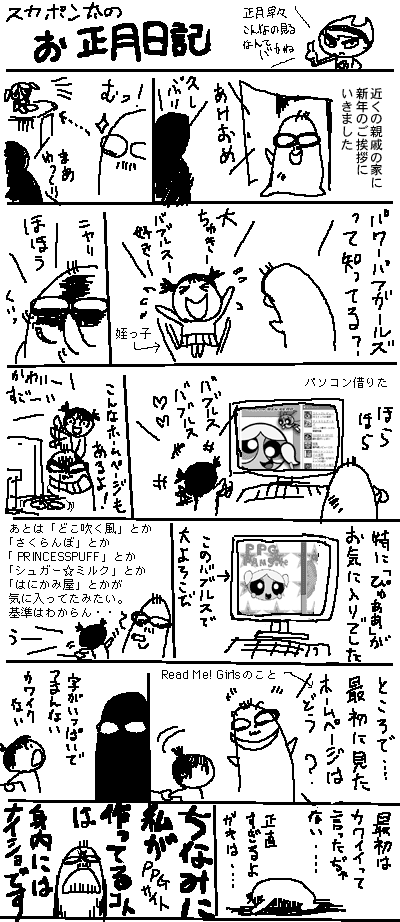 スカポン太の
お正月日記
正月早々
こんなの見る
なんて
バカね
近くの親戚の家に
新年のご挨拶に
いきました
あけおめ
むっ!
まあ
パワーパフガールズ
って知ってる?!
大
ちゅきー
バブルスー
好きー
姪っ子
ニヤッ
ほほう
くいっ
パソコン借りた
ほら
ほら
バブルス
バブルス
こんなホームページも
あるよ!
かわいー
すごーい
特に「ぴゅああ」が
お気に入りでした
PPG
FANSITE
このバブルスで
大よろこび
あとは「どこ吹く風」とか
「さくらんぼ」とか
「PRINCESSPUFF」とか
「シュガー☆ミルク」とか
「はにかみ屋」とかが
気に入ってたみたい。
基準はわからん・・
ところで…
最初に見た
ホームページは
どう?
Read Me! Girlsのこと
字がいっぱいで
つまんない
カワイク
ない
最初は
カワイイって
言ったぢゃ
ない…
正直
すぎるよ
ガキは…
ちなみに
私が
PPG
サイト
作ってるコト
は
身内には
ナイショです